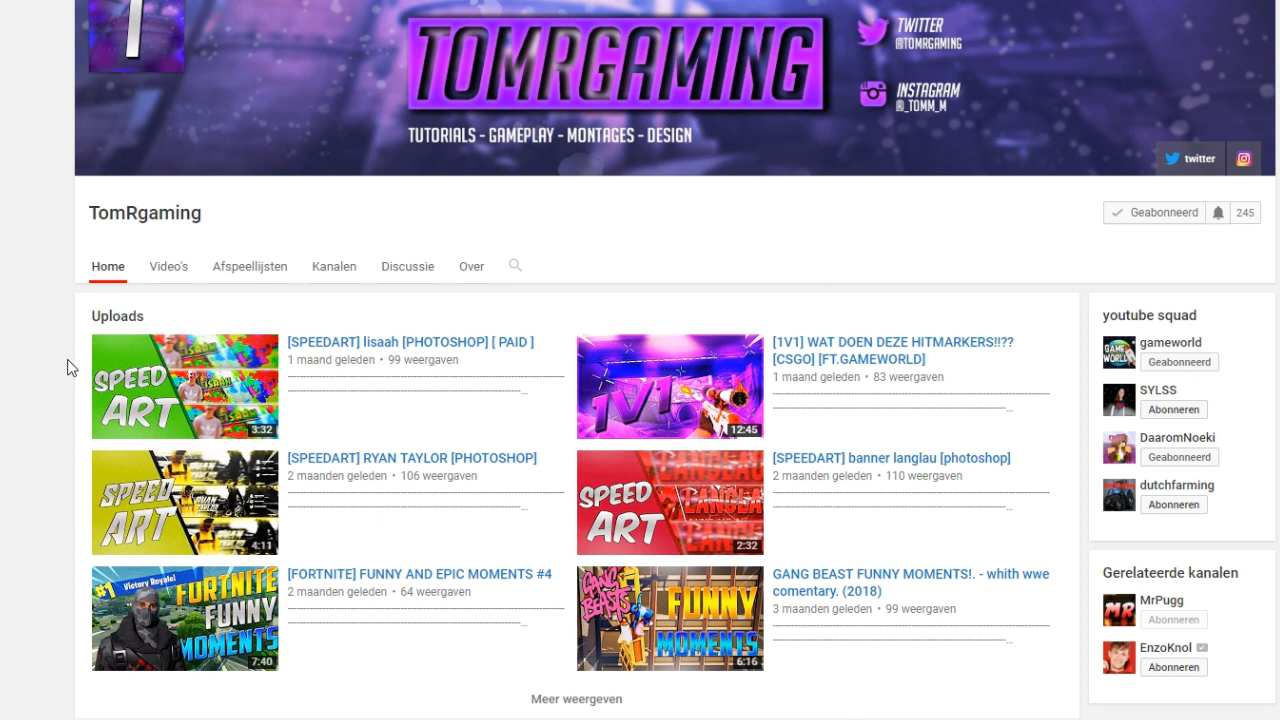 T
TOMRGAMING
TUTORIALS - GAMEPLAY - MONTAGES - DESIGN
TWITTER
@TOMRGAMING
INSTAGRAM
@_TOMM_M
twitter
TomRgaming
Geabonneerd 245
Home Video's Afspeellijsten Kanalen Discussie Over
Uploads
SPEED
ART
ISAAH
3:32
[SPEEDART] lisaah [PHOTOSHOP] [ PAID ]
1 maand geleden • 99 weergaven
...
1V1
12:45
[1V1] WAT DOEN DEZE HITMARKERS!!??
[CSGO] [FT.GAMEWORLD]
1 maand geleden • 83 weergaven
...
SPEED
ART
RYAN
4:11
[SPEEDART] RYAN TAYLOR [PHOTOSHOP]
2 maanden geleden • 106 weergaven
...
SPEED
ART
2:32
[SPEEDART] banner langlau [photoshop]
2 maanden geleden • 110 weergaven
...
#1 Victory Royale!
FORTNITE
FUNNY
MOMENTS
7:40
[FORTNITE] FUNNY AND EPIC MOMENTS #4
2 maanden geleden • 64 weergaven
...
GANG
BEASTS
FUNNY
MOMENTS
6:16
GANG BEAST FUNNY MOMENTS!. - whith wwe
comentary. (2018)
3 maanden geleden • 99 weergaven
...
Meer weergeven
youtube squad
GAME
WORLD
gameworld
Geabonneerd
SYLSS
Abonneren
DaaromNoeki
Geabonneerd
dutchfarming
Abonneren
Gerelateerde kanalen
MR
MrPugg
Abonneren
EnzoKnol
Abonneren